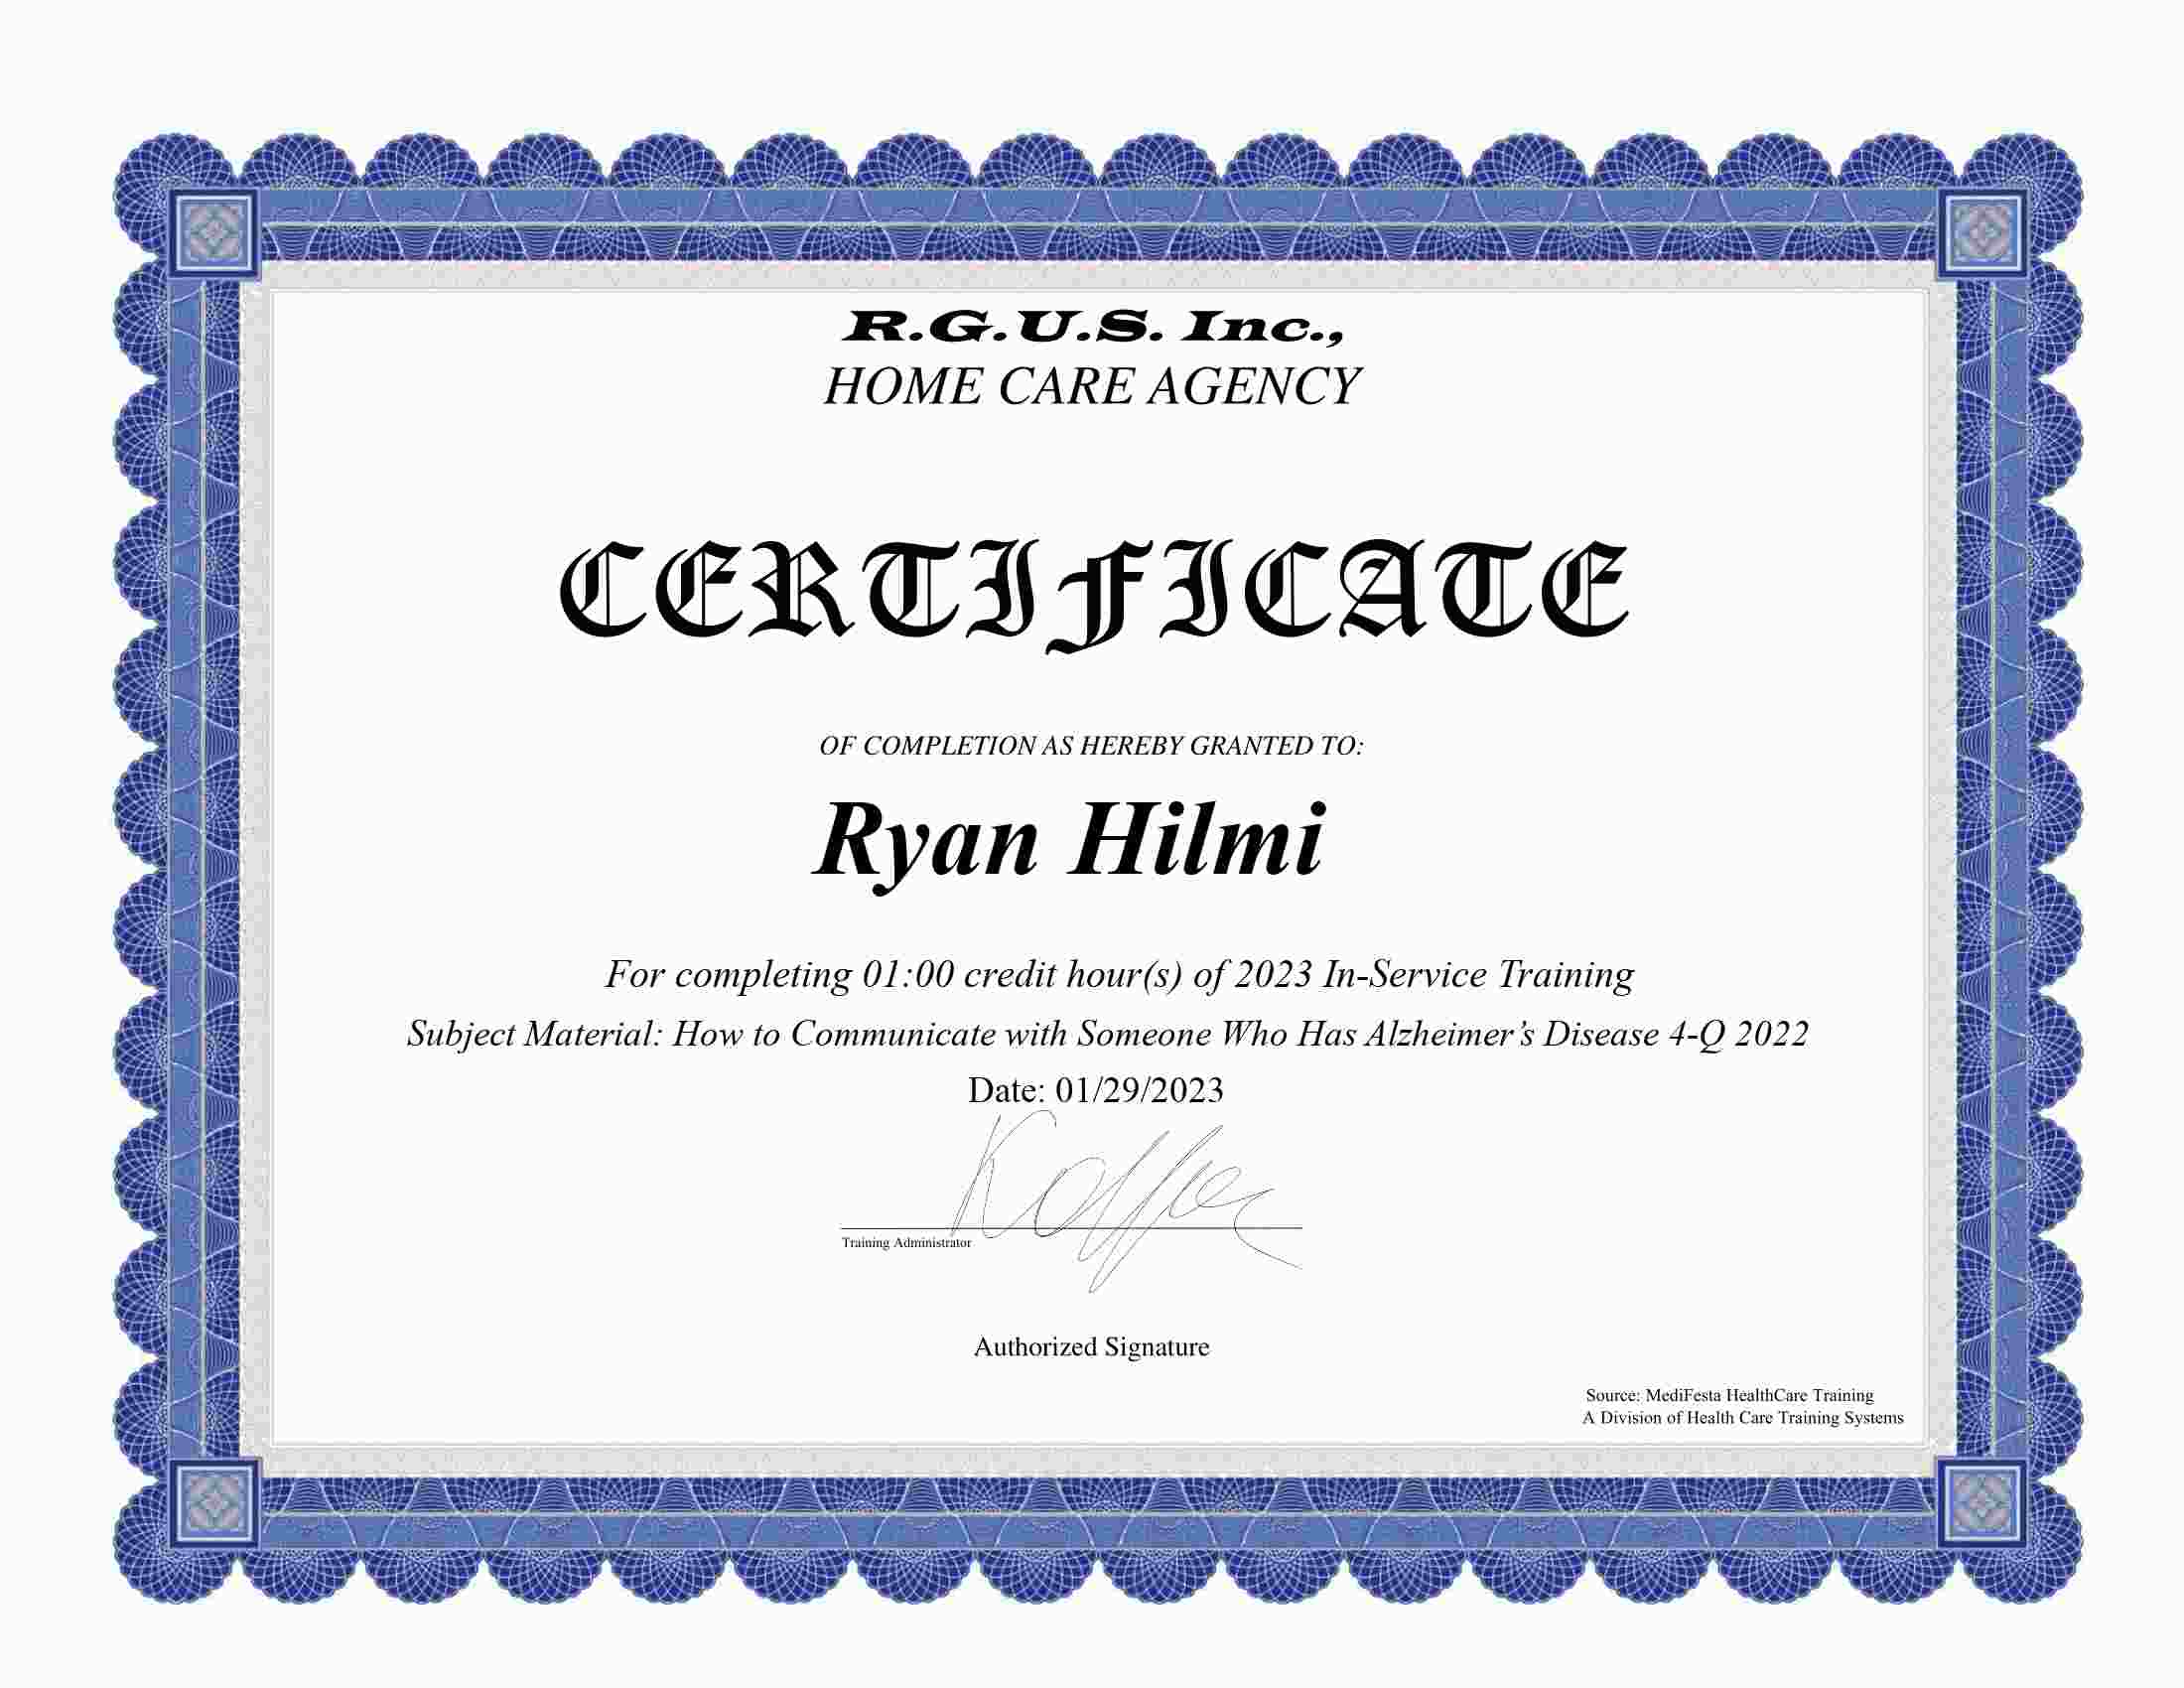 R.G.U.S. Inc.,
HOME CARE AGENCY
CERTIFICATE
OF COMPLETION AS HEREBY GRANTED TO:
Ryan Hilmi
For completing 01:00 credit hour(s) of 2023 In-Service Training
Subject Material: How to Communicate with Someone Who Has Alzheimer’s Disease 4-Q 2022
Date: 01/29/2023
Training Administrator
Authorized Signature
Source: MediFesta HealthCare Training
A Division of Health Care Training Systems